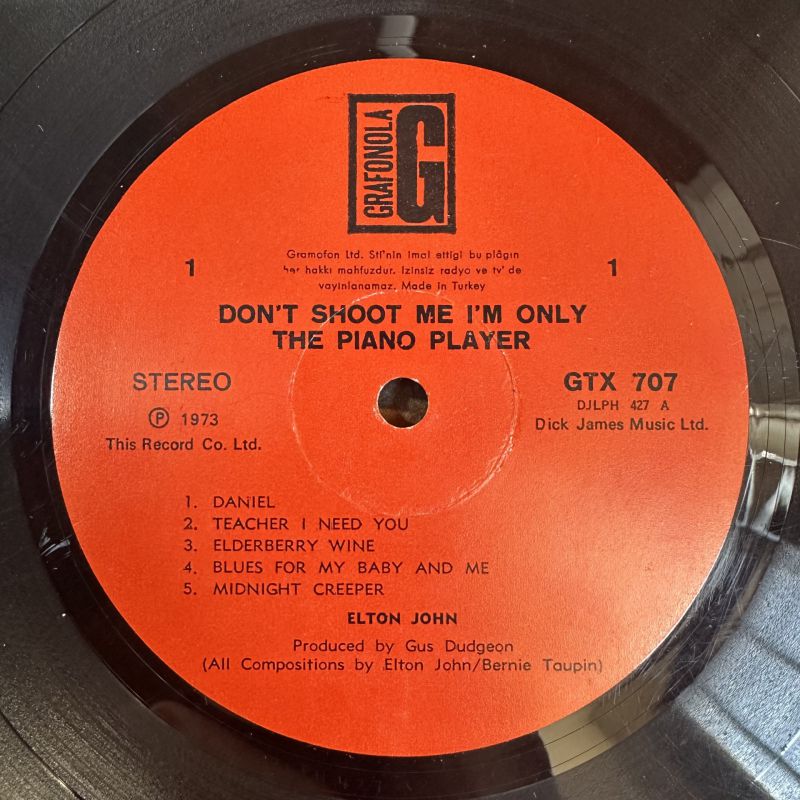 GRAFONOLA
G
Gramofon Ltd. Sti'nin imal ettigi bu plâgın
her hakkı mahfuzdur. Izinsiz radyo ve tv' de
yayınlanamaz. Made in Turkey
1
1
DON'T SHOOT ME I'M ONLY
THE PIANO PLAYER
STEREO
GTX 707
DJLPH 427 A
℗ 1973
Dick James Music Ltd.
This Record Co. Ltd.
1. DANIEL
2. TEACHER I NEED YOU
3. ELDERBERRY WINE
4. BLUES FOR MY BABY AND ME
5. MIDNIGHT CREEPER
ELTON JOHN
Produced by Gus Dudgeon
(All Compositions by Elton John/Bernie Taupin)